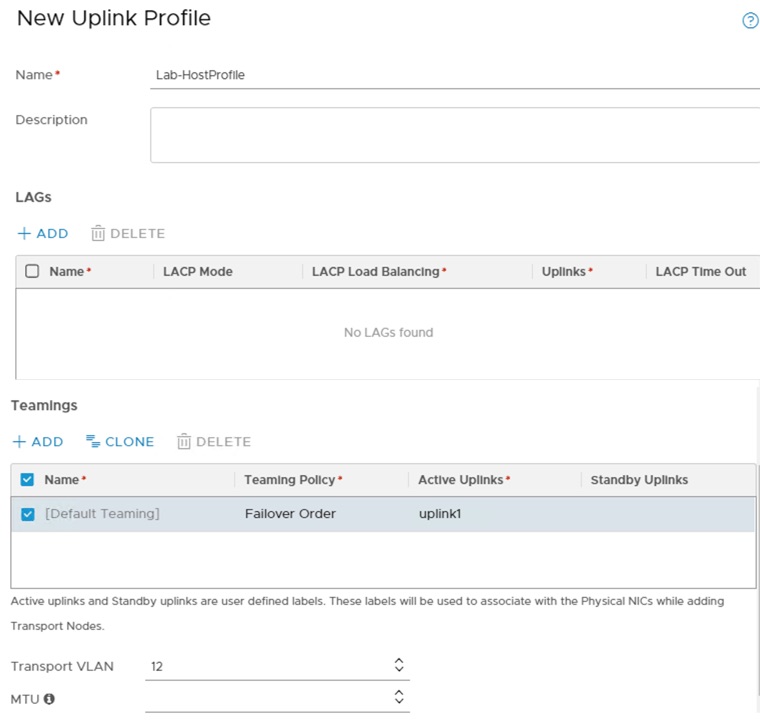 New Uplink Profile
?
Name*
Lab-HostProfile
Description
LAGs
+ ADD DELETE
Name* LACP Mode LACP Load Balancing* Uplinks* LACP Time Out
No LAGs found
Teamings
+ ADD CLONE DELETE
Name* Teaming Policy* Active Uplinks* Standby Uplinks
[Default Teaming] Failover Order uplink1
Active uplinks and Standby uplinks are user defined labels. These labels will be used to associate with the Physical NICs while adding
Transport Nodes.
Transport VLAN 12
MTU